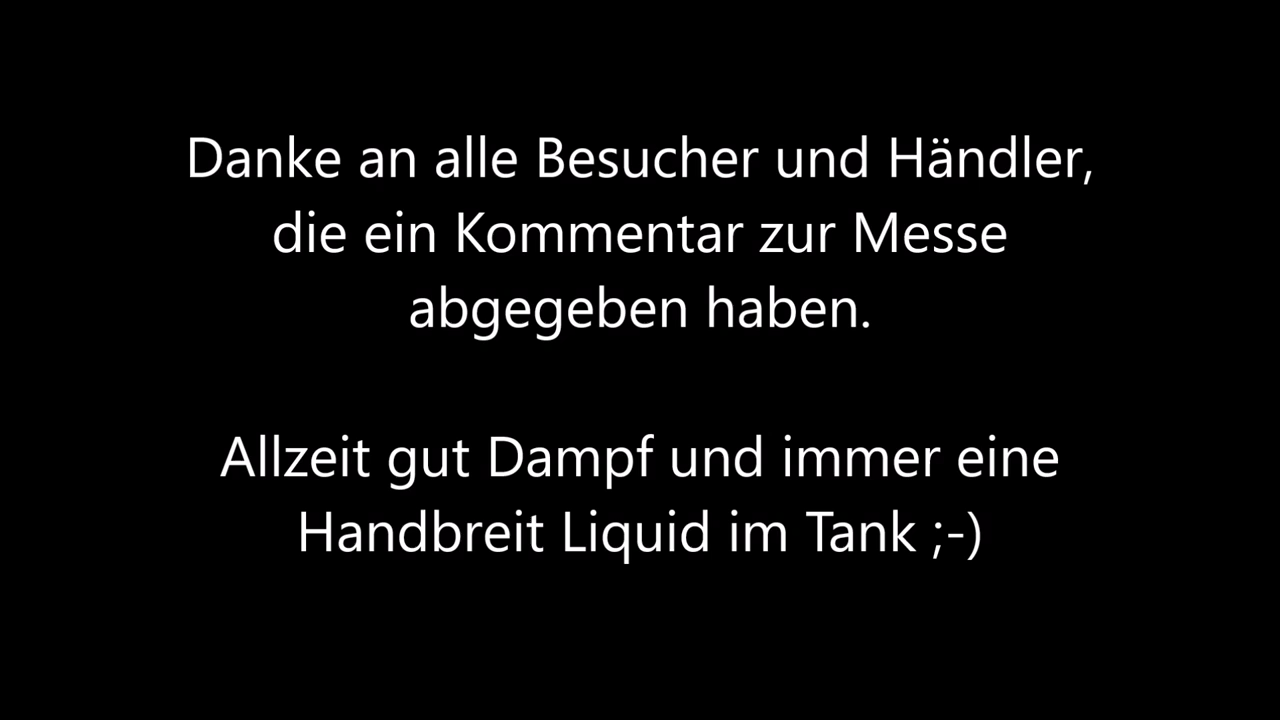 Danke an alle Besucher und Händler,
die ein Kommentar zur Messe
abgegeben haben.
Allzeit gut Dampf und immer eine
Handbreit Liquid im Tank ;-)